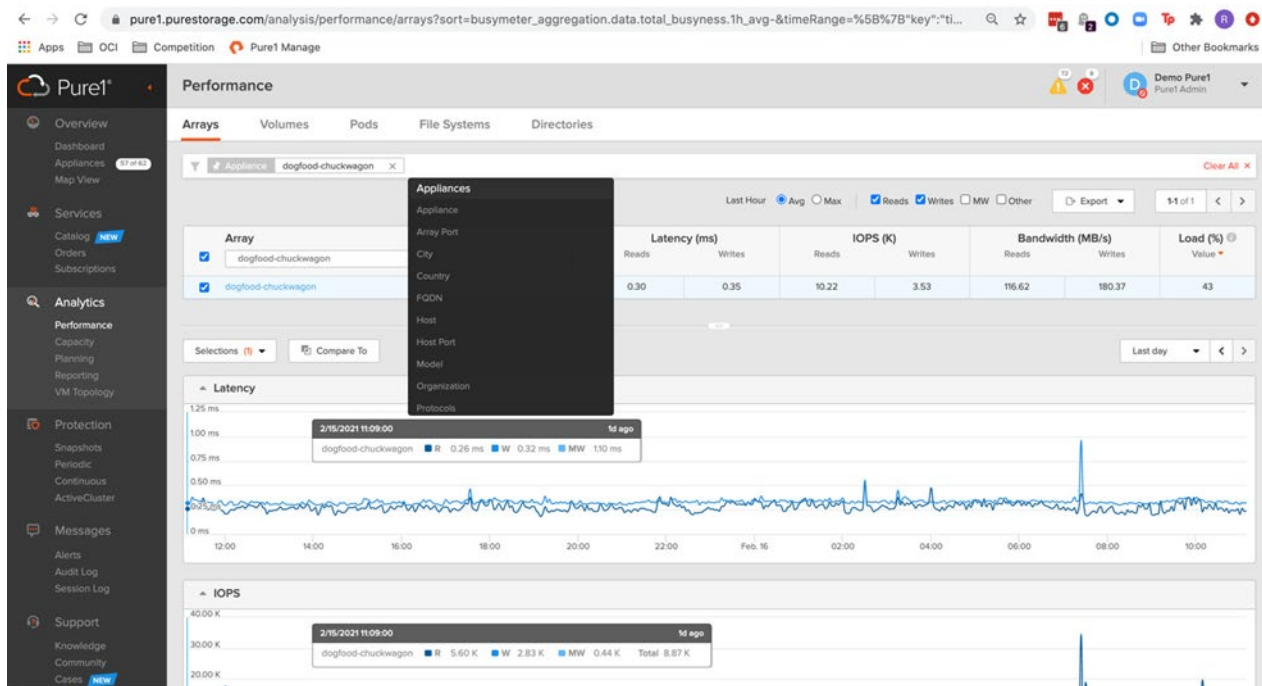 pure1.purestorage.com/analysis/performance/arrays?sort=busymeter_aggregation.data.total_busyness.1h_avg-&timeRange=%5B%7B"key":"ti...
6
2
Tp
R
Apps OCI Competition Pure1 Manage Other Bookmarks
Pure1®
Performance
72
8
D
Demo Pure1
Pure1 Admin
Overview
Dashboard
Appliances 57 of 62
Map View
Services
Catalog NEW
Orders
Subscriptions
Analytics
Performance
Capacity
Planning
Reporting
VM Topology
Protection
Snapshots
Periodic
Continuous
ActiveCluster
Messages
Alerts
Audit Log
Session Log
Support
Knowledge
Community
Cases NEW
Arrays Volumes Pods File Systems Directories
Appliance dogfood-chuckwagon Clear All
Appliances
Appliance
Array Port
City
Country
FQDN
Host
Host Port
Model
Organization
Protocols
Last Hour Avg Max Reads Writes MW Other Export 1-1 of 1
Array Latency (ms) IOPS (K) Bandwidth (MB/s) Load (%)
dogfood-chuckwagon Reads Writes Reads Writes Reads Writes Value
dogfood-chuckwagon 0.30 0.35 10.22 3.53 116.62 180.37 43
Selections (1) Compare To Last day
Latency
1.25 ms
1.00 ms
0.75 ms
0.50 ms
0.25 ms
0 ms
2/15/2021 11:09:00 1d ago
dogfood-chuckwagon R 0.26 ms W 0.32 ms MW 1.10 ms
12:00 14:00 16:00 18:00 20:00 22:00 Feb. 16 02:00 04:00 06:00 08:00 10:00
IOPS
40.00 K
30.00 K
20.00 K
2/15/2021 11:09:00 1d ago
dogfood-chuckwagon R 5.60 K W 2.83 K MW 0.44 K Total 8.87 K